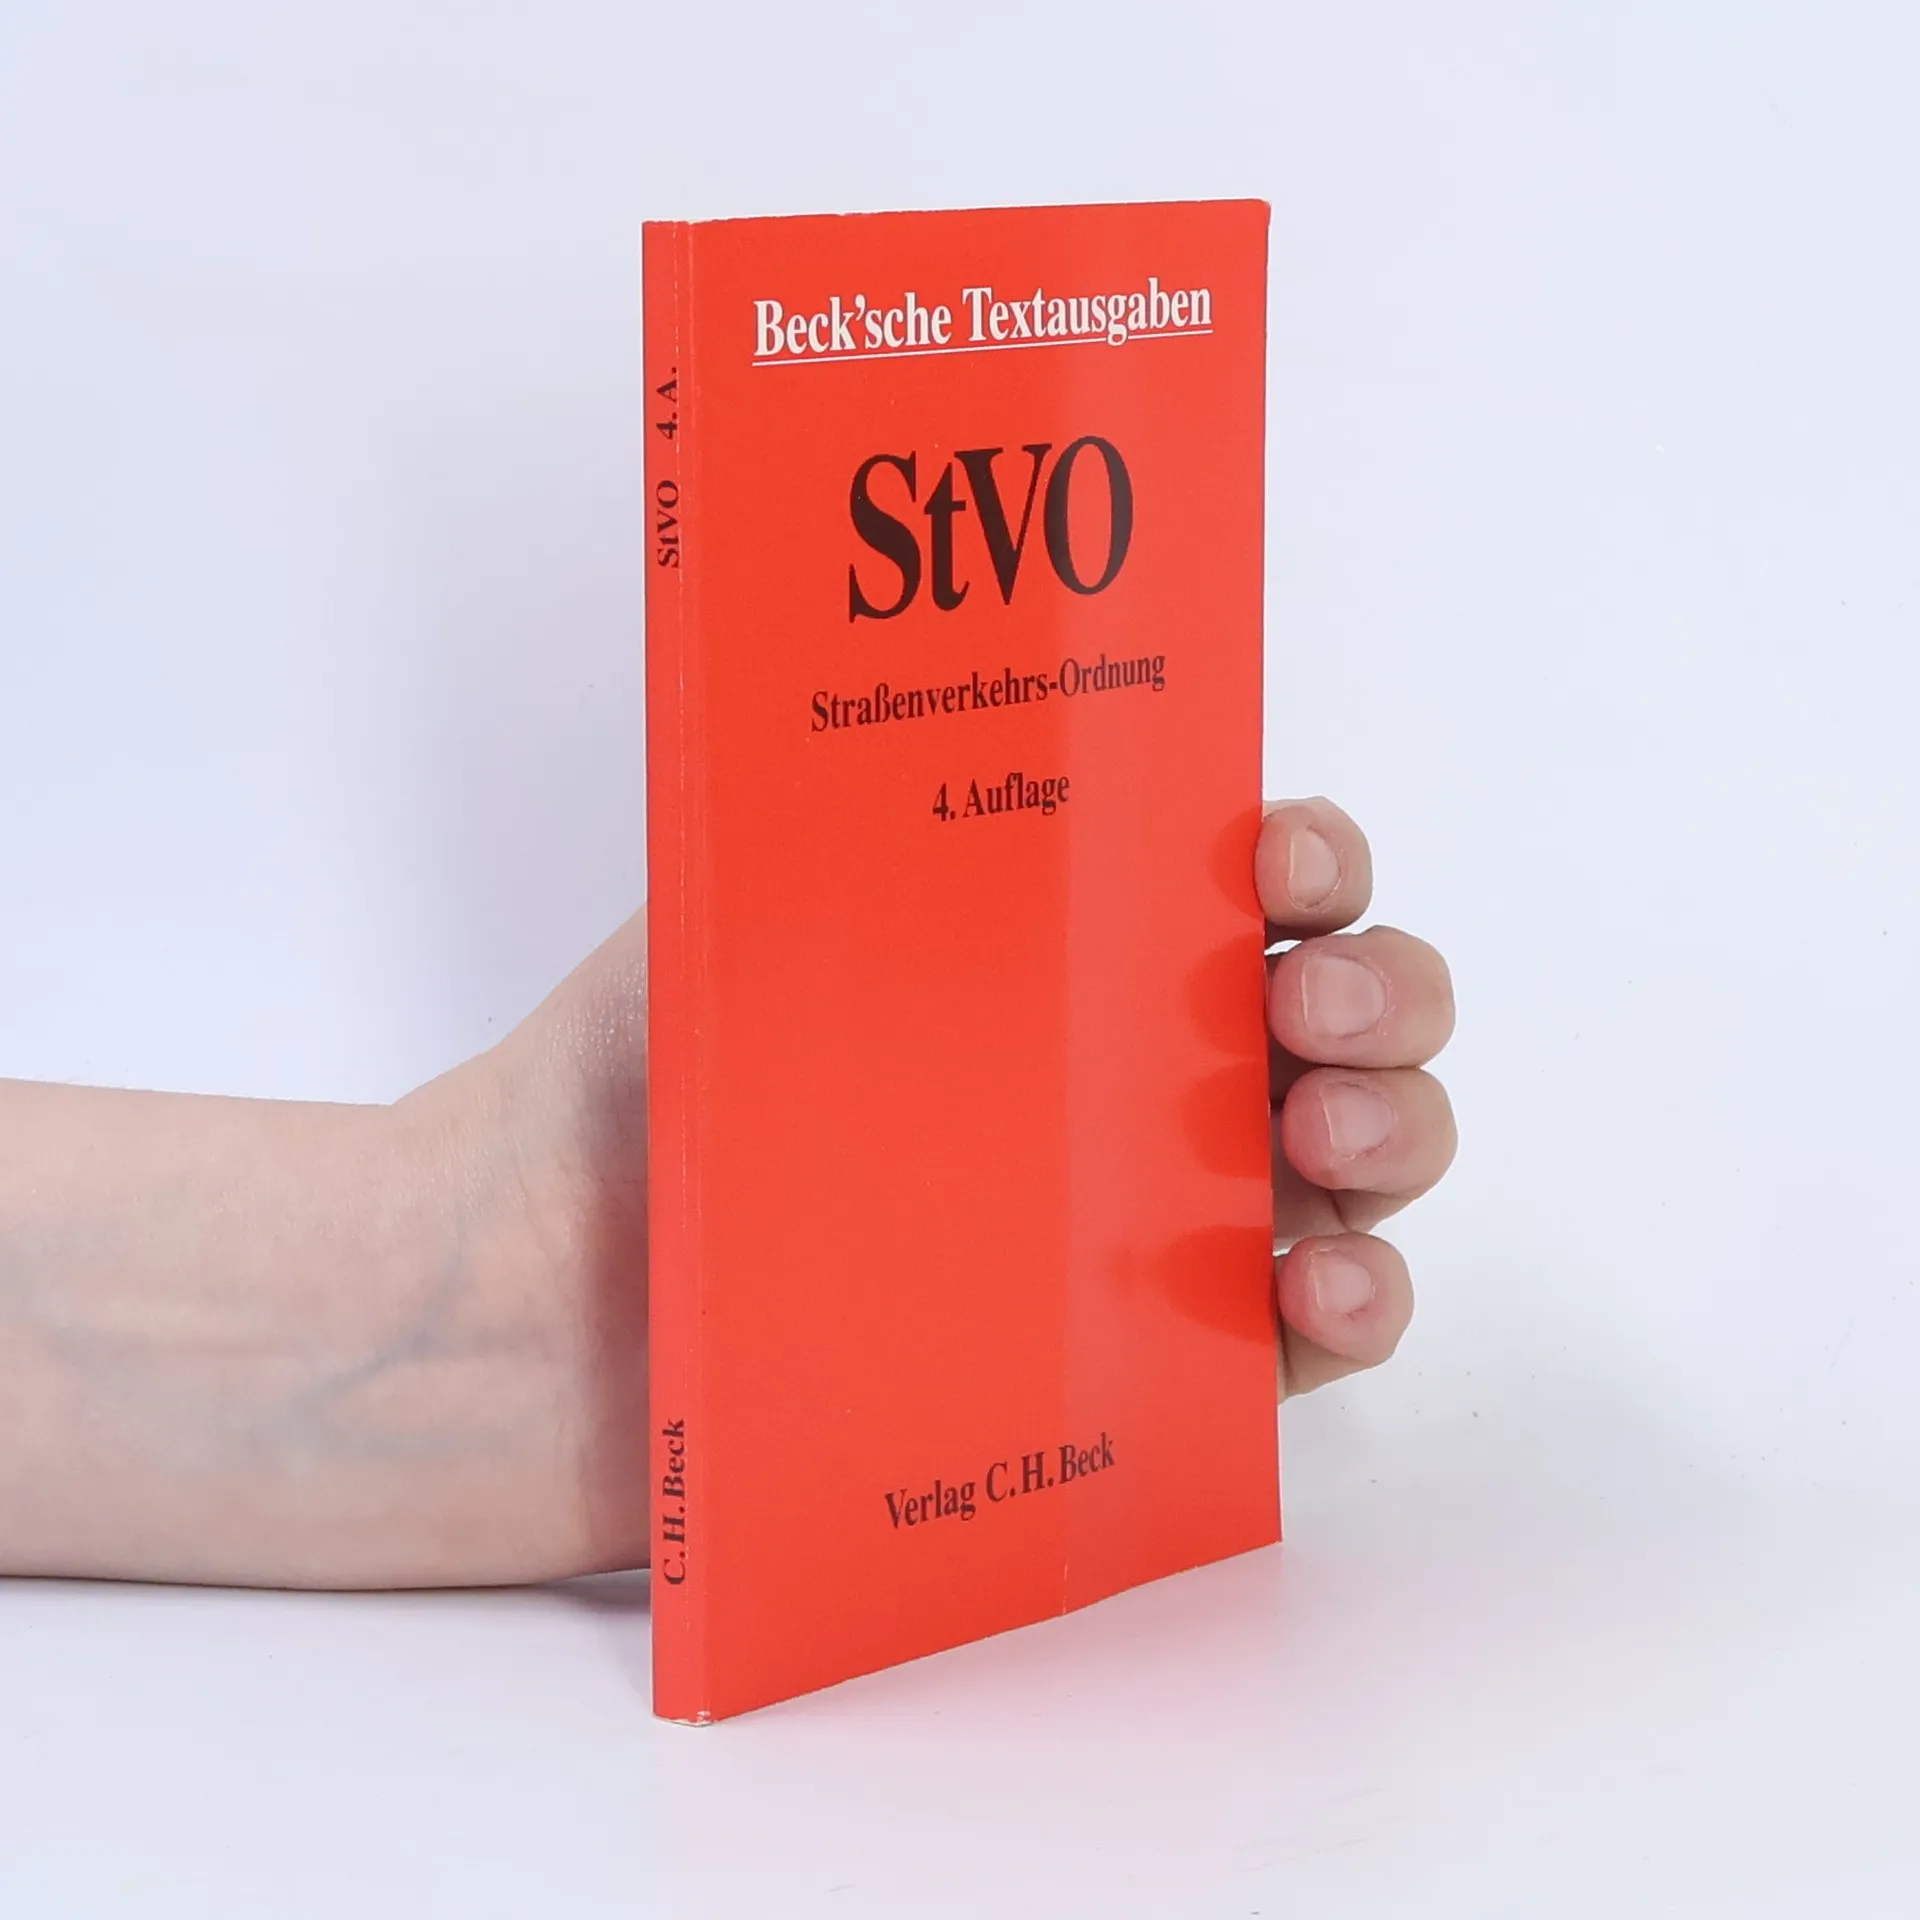 Beck’sche Textausgaben
StVO
Straßenverkehrs-Ordnung
4. Auflage
Verlag C.H.Beck
StVO 4. A.
C.H.Beck